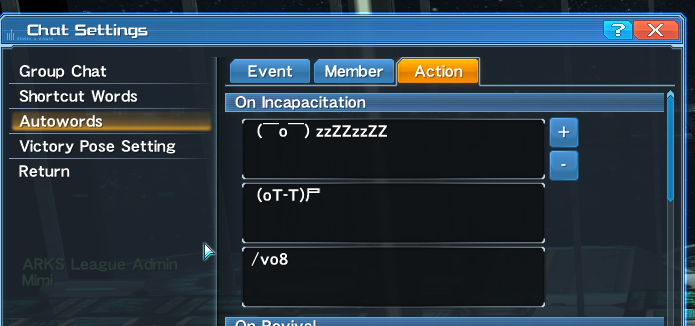 Chat Settings
?
Group Chat
Shortcut Words
Autowords
Victory Pose Setting
Return
ARKS League Admin
Mimi
Event
Member
Action
On Incapacitation
(￣o￣) zzZZzzZZ
+
-
(oT-T)尸
/vo8
On Revival